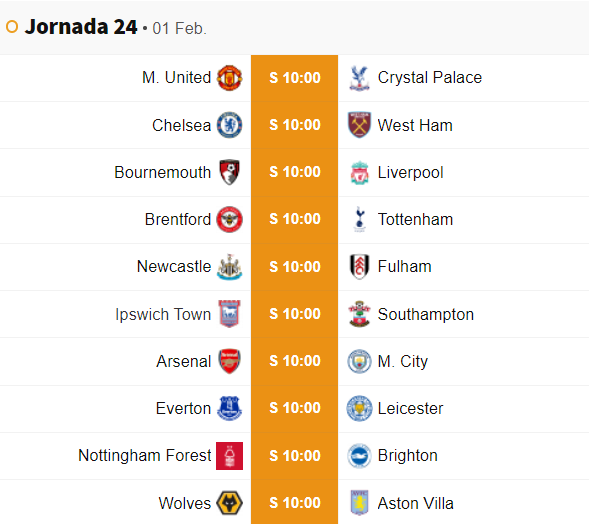 Jornada 24 • 01 Feb.
M. United S 10:00 Crystal Palace
Chelsea S 10:00 West Ham
Bournemouth S 10:00 Liverpool
Brentford S 10:00 Tottenham
Newcastle S 10:00 Fulham
Ipswich Town S 10:00 Southampton
Arsenal S 10:00 M. City
Everton S 10:00 Leicester
Nottingham Forest S 10:00 Brighton
Wolves S 10:00 Aston Villa